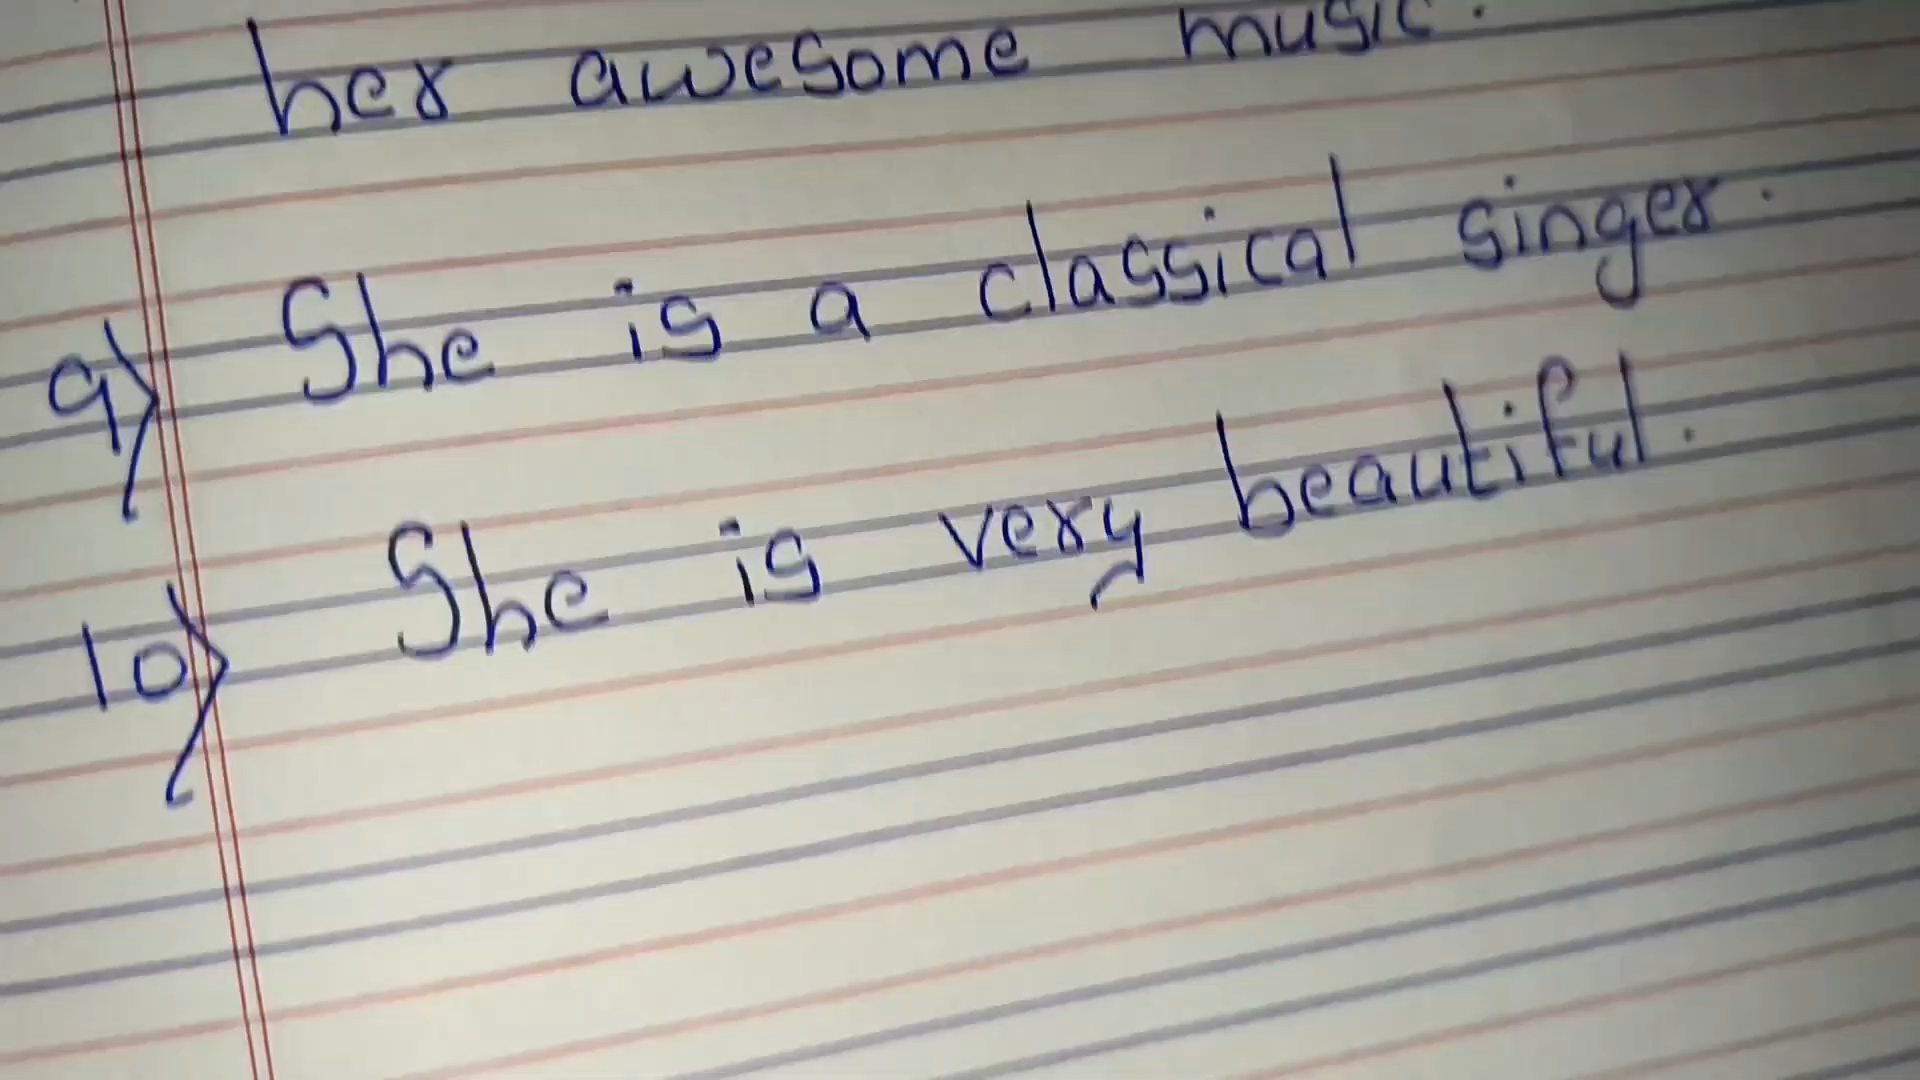 her awesome music.
9) She is a classical singer.
10) She is very beautiful.